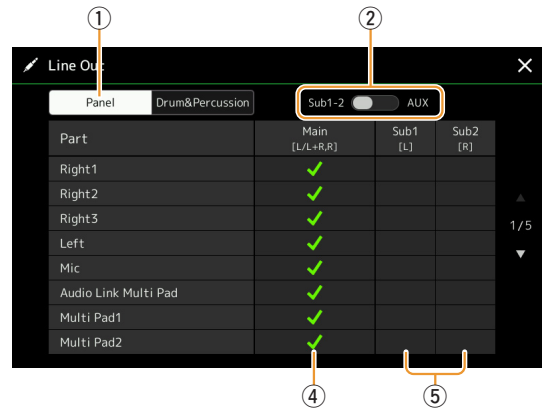 ① ②
Line Out
Panel Drum&Percussion Sub1-2 AUX
Part Main Sub1 Sub2
[L/L+R,R] [L] [R]
Right1
Right2
Right3
1/5
Left
Mic
Audio Link Multi Pad
Multi Pad1
Multi Pad2
④ ⑤